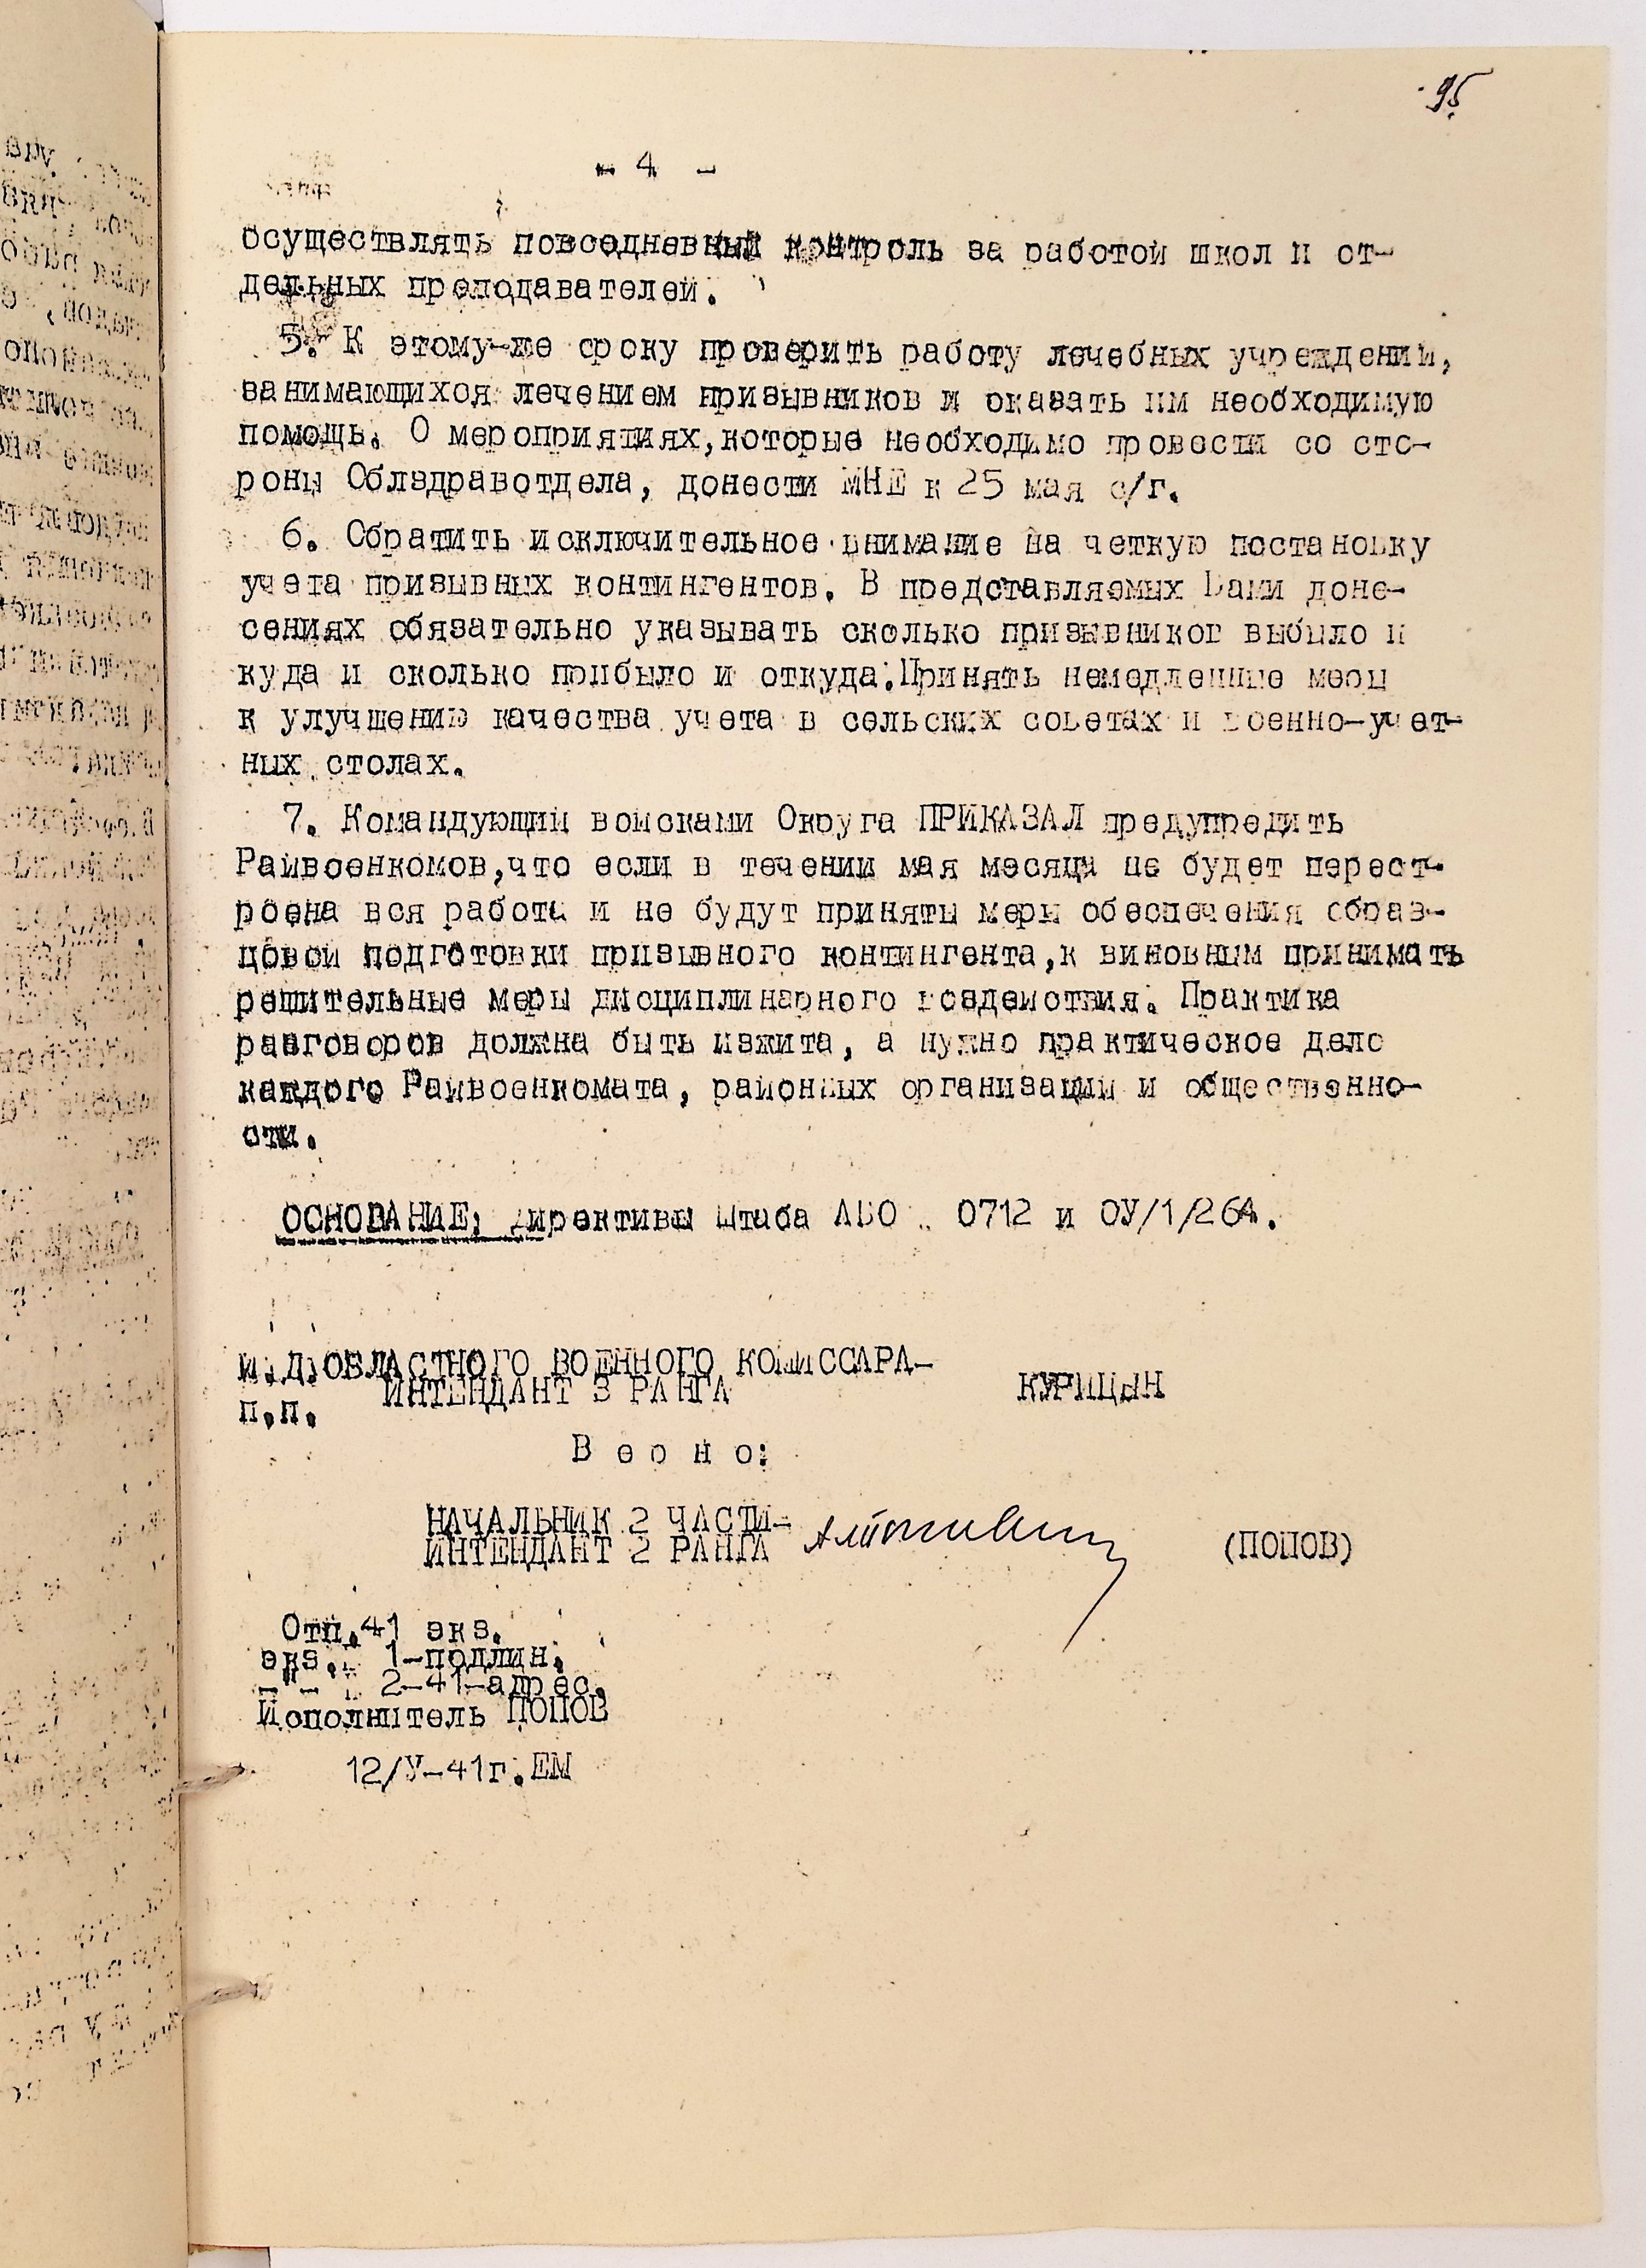 95
- 4 -
осуществлять повседневный контроль за работой школ и от-
дельных преподавателей.
5. К этому-же сроку проверить работу лечебных учреждений,
занимающихся лечением призывников и оказать им необходимую
помощь. О мероприятиях,которые необходимо провести со сто-
роны Облздравотдела, донести МНЕ к 25 мая с/г.
6. Обратить исключительное внимание на четкую постановку
учета призывных контингентов. В представляемых Вами доне-
сениях обязательно указывать сколько призывников выбыло и
куда и сколько прибыло и откуда.Принять немедленные меры
к улучшению качества учета в сельских советах и военно-учет-
ных столах.
7. Командующий войсками Округа ПРИКАЗАЛ предупредить
Райвоенкомов,что если в течении мая месяца не будет перест-
роена вся работа и не будут приняты меры обеспечения образ-
цовой подготовки призывного контингента,к виновным принимать
решительные меры дисциплинарного воздействия. Практика
разговоров должна быть изжита, а нужно практическое дело
каждого Райвоенкомата, районных организаций и общественно-
сти.
ОСНОВАНИЕ: директивы штаба 0712 и ОУ/1/264.
И.Д.ОБЛАСТНОГО ВОЕННОГО КОМИССАРА-
ИНТЕНДАНТ 3 РАНГА КУРИЦЫН
п.п.
В е р н о:
НАЧАЛЬНИК 2 ЧАСТИ-
ИНТЕНДАНТ 2 РАНГА (ПОПОВ)
Отп.41 экз.
экз. 1-подлин.
-"- 2-41-адрес.
Исполнитель ПОПОВ
12/У-41г.ЕМ